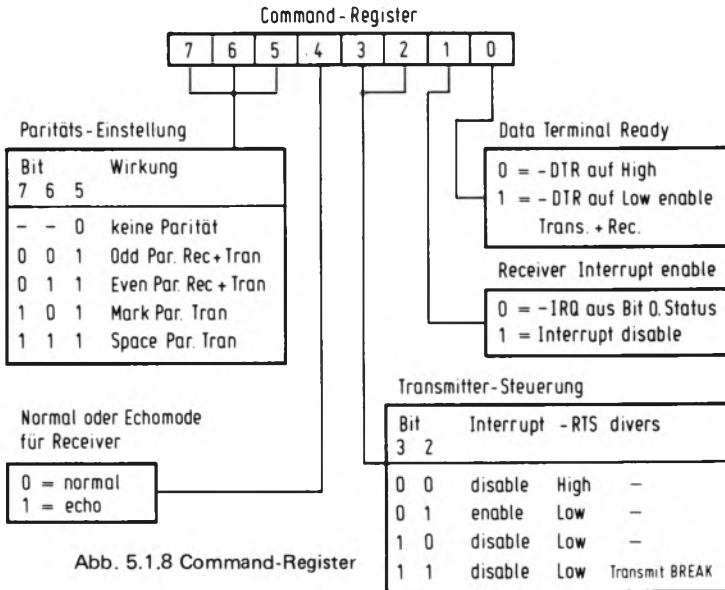 Command-Register
7 6 5 4 3 2 1 0
Paritäts-Einstellung
Bit Wirkung
7 6 5
- - 0 keine Parität
0 0 1 Odd Par. Rec+Tran
0 1 1 Even Par. Rec+Tran
1 0 1 Mark Par. Tran
1 1 1 Space Par. Tran
Normal oder Echomode
für Receiver
0 = normal
1 = echo
Data Terminal Ready
0 = -DTR auf High
1 = -DTR auf Low enable
Trans. + Rec.
Receiver Interrupt enable
0 = -IRQ aus Bit 0. Status
1 = Interrupt disable
Transmitter-Steuerung
Bit Interrupt -RTS divers
3 2
0 0 disable High -
0 1 enable Low -
1 0 disable Low -
1 1 disable Low Transmit BREAK
Abb. 5.1.8 Command-Register